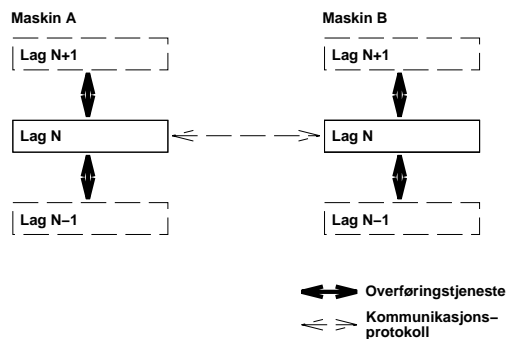 Maskin A
Maskin B
Lag N+1
Lag N+1
Lag N
Lag N
Lag N−1
Lag N−1
Overføringstjeneste
Kommunikasjons−
protokoll